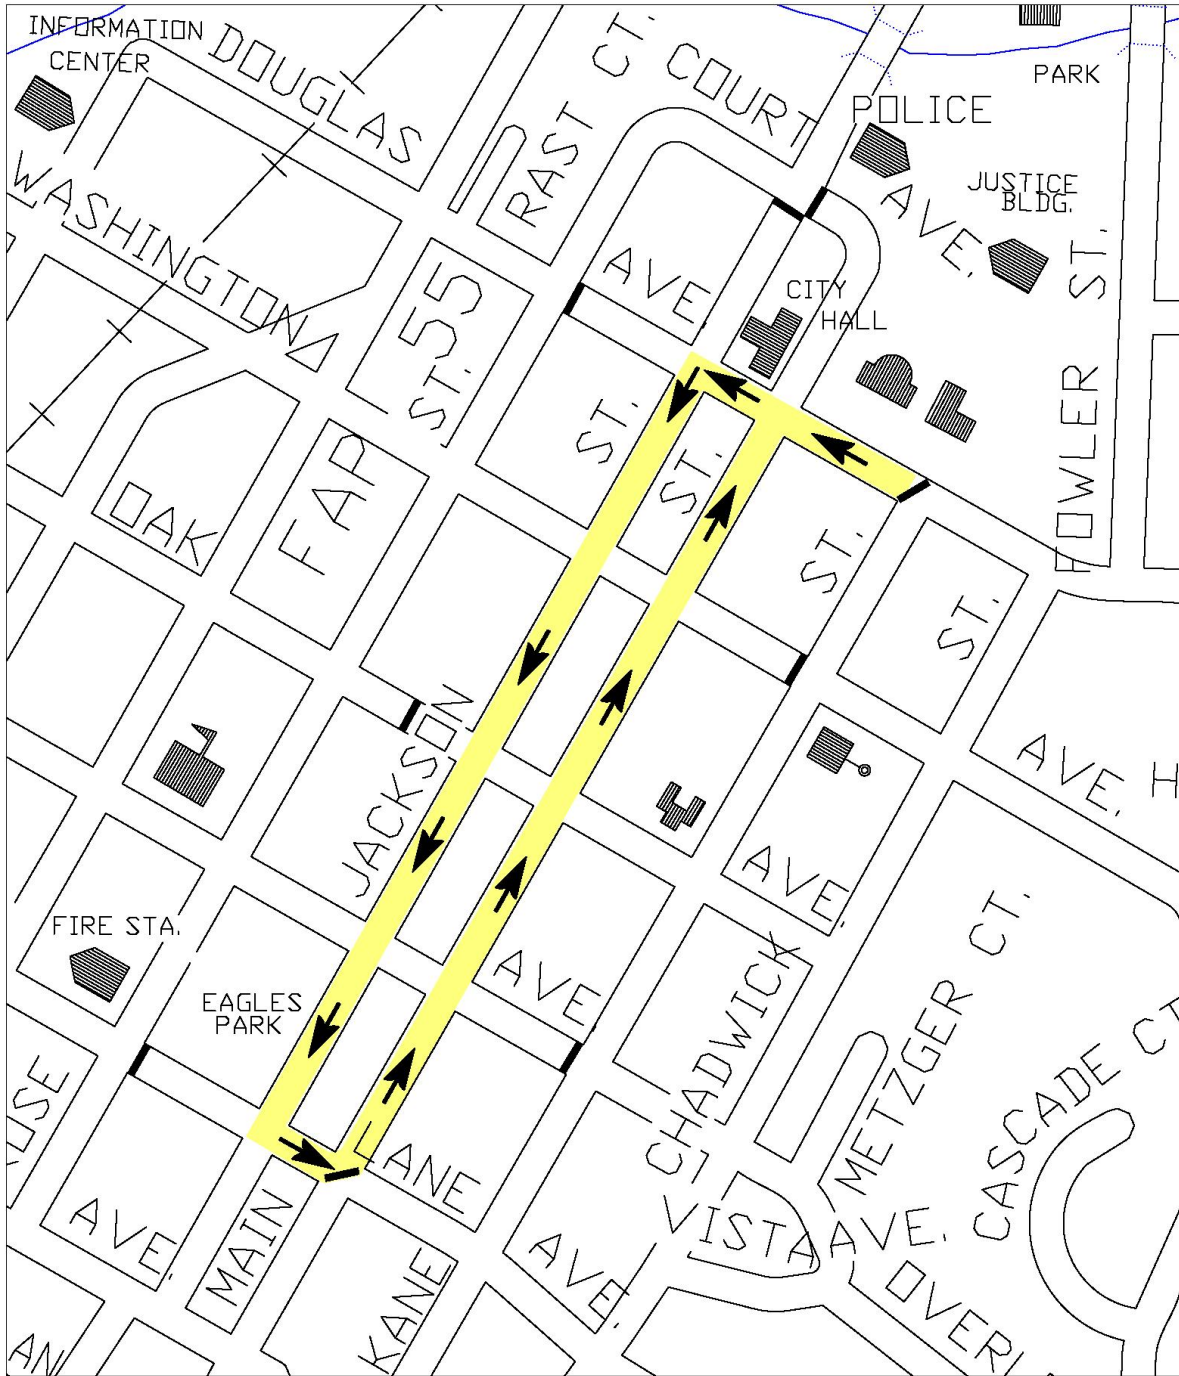 INFORMATION
CENTER
DOUGLAS
CT.
RAST
COURT
PARK
POLICE
AVE.
JUSTICE
BLDG.
WASHINGTON
ST.
55
AVE.
CITY
HALL
ST.
FAP
ST.
ST.
ST.
FOWLER ST.
OAK
ST.
JACKSON
AVE.
H
AVE.
FIRE STA.
AVE.
CHADWICK
METZGER CT.
CASCADE CT
EAGLES
PARK
AVE.
MAIN
LANE
KANE
AVE.
VISTA AVE.